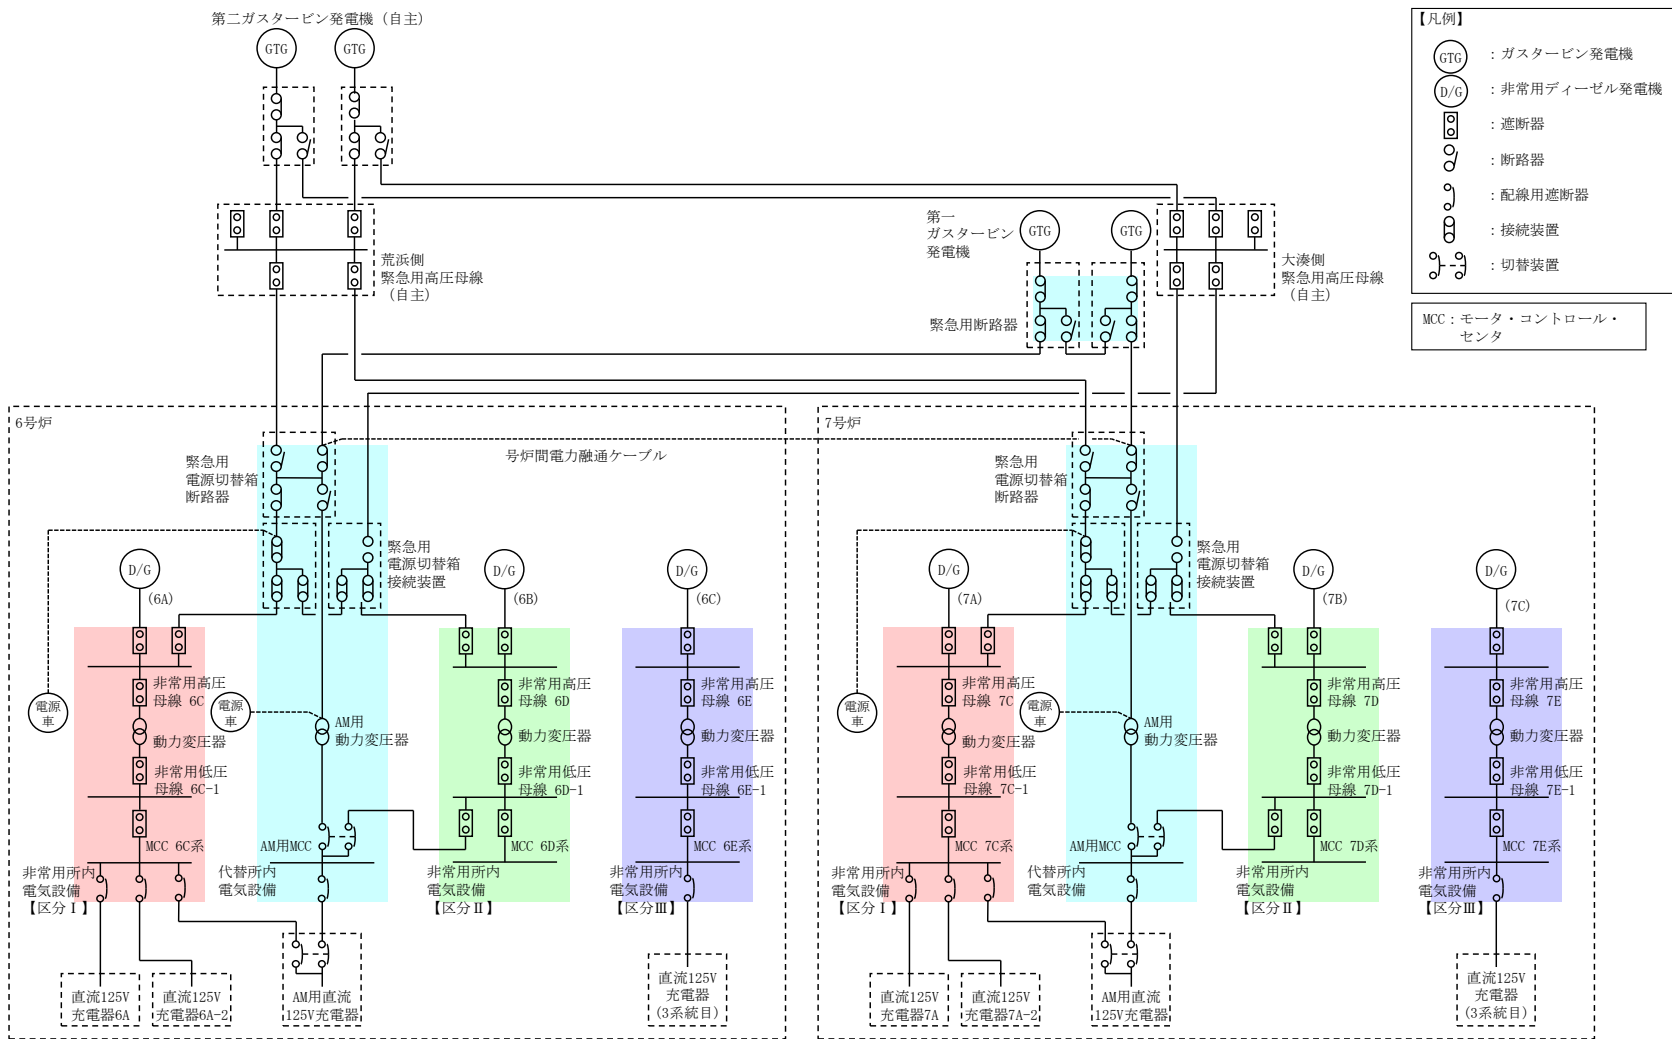 第二ガスタービン発電機（自主）
GTG
GTG
荒浜側
緊急用高圧母線
（自主）
第一
ガスタービン
発電機
GTG
GTG
緊急用断路器
大湊側
緊急用高圧母線
（自主）
【凡例】
GTG
：ガスタービン発電機
D/G
：非常用ディーゼル発電機
：遮断器
：断路器
：配線用遮断器
：接続装置
：切替装置
MCC：モータ・コントロール・
センタ
6号炉
緊急用
電源切替箱
断路器
号炉間電力融通ケーブル
緊急用
電源切替箱
接続装置
D/G
(6A)
D/G
(6B)
D/G
(6C)
電源
車
電源
車
非常用高圧
母線 6C
動力変圧器
非常用低圧
母線 6C-1
MCC 6C系
非常用所内
電気設備
【区分Ⅰ】
AM用
動力変圧器
AM用MCC
代替所内
電気設備
非常用高圧
母線 6D
動力変圧器
非常用低圧
母線 6D-1
MCC 6D系
非常用所内
電気設備
【区分Ⅱ】
非常用高圧
母線 6E
動力変圧器
非常用低圧
母線 6E-1
MCC 6E系
非常用所内
電気設備
【区分Ⅲ】
直流125V
充電器6A
直流125V
充電器6A-2
AM用直流
125V充電器
直流125V
充電器
(3系統目)
7号炉
緊急用
電源切替箱
断路器
緊急用
電源切替箱
接続装置
D/G
(7A)
D/G
(7B)
D/G
(7C)
電源
車
電源
車
非常用高圧
母線 7C
動力変圧器
非常用低圧
母線 7C-1
MCC 7C系
非常用所内
電気設備
【区分Ⅰ】
AM用
動力変圧器
AM用MCC
代替所内
電気設備
非常用高圧
母線 7D
動力変圧器
非常用低圧
母線 7D-1
MCC 7D系
非常用所内
電気設備
【区分Ⅱ】
非常用高圧
母線 7E
動力変圧器
非常用低圧
母線 7E-1
MCC 7E系
非常用所内
電気設備
【区分Ⅲ】
直流125V
充電器7A
直流125V
充電器7A-2
AM用直流
125V充電器
直流125V
充電器
(3系統目)